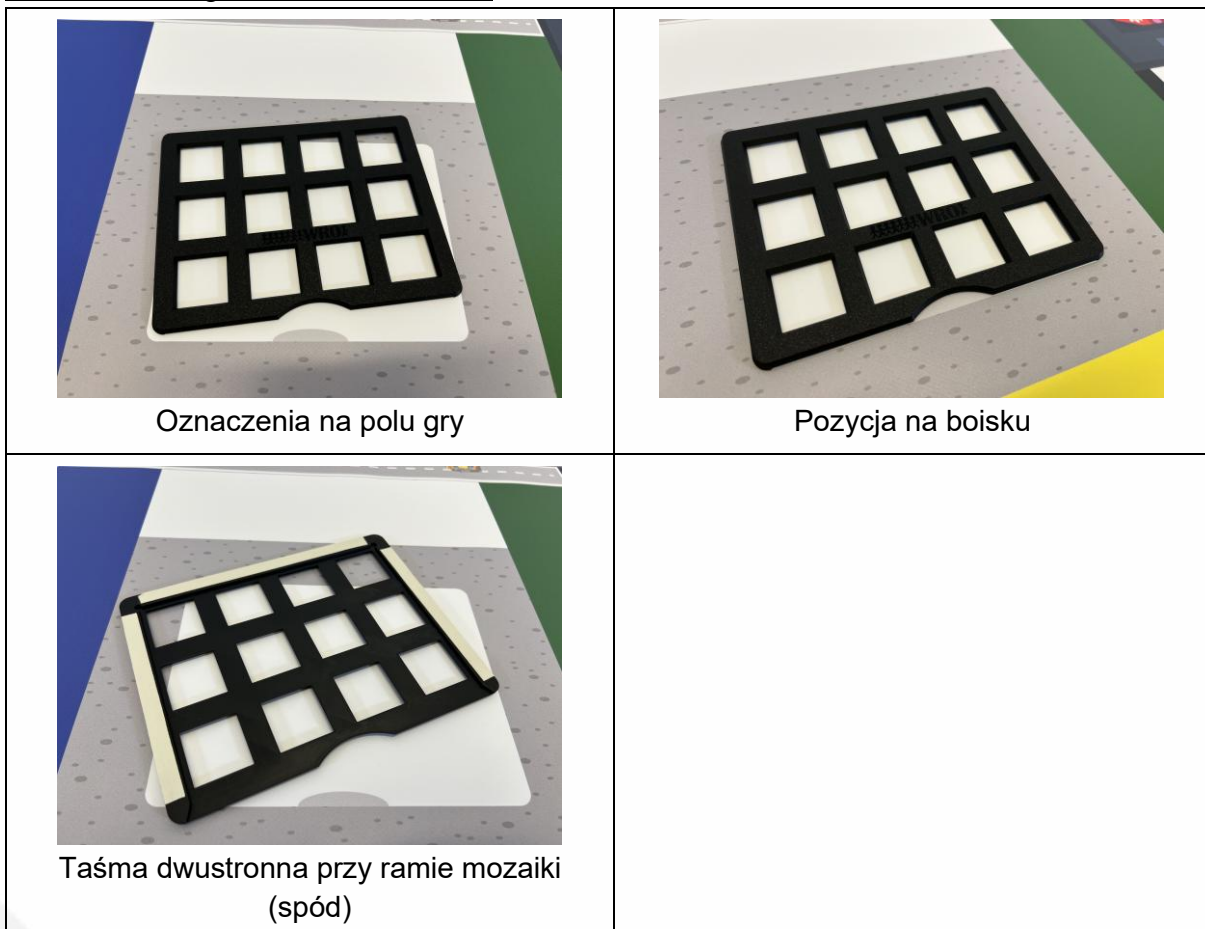 Oznaczenia na polu gry
Pozycja na boisku
Taśma dwustronna przy ramie mozaiki
(spód)